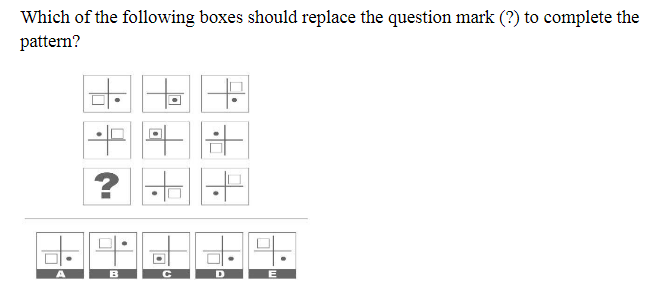 Which of the following boxes should replace the question mark (?) to complete the
pattern?
?
A B C D E